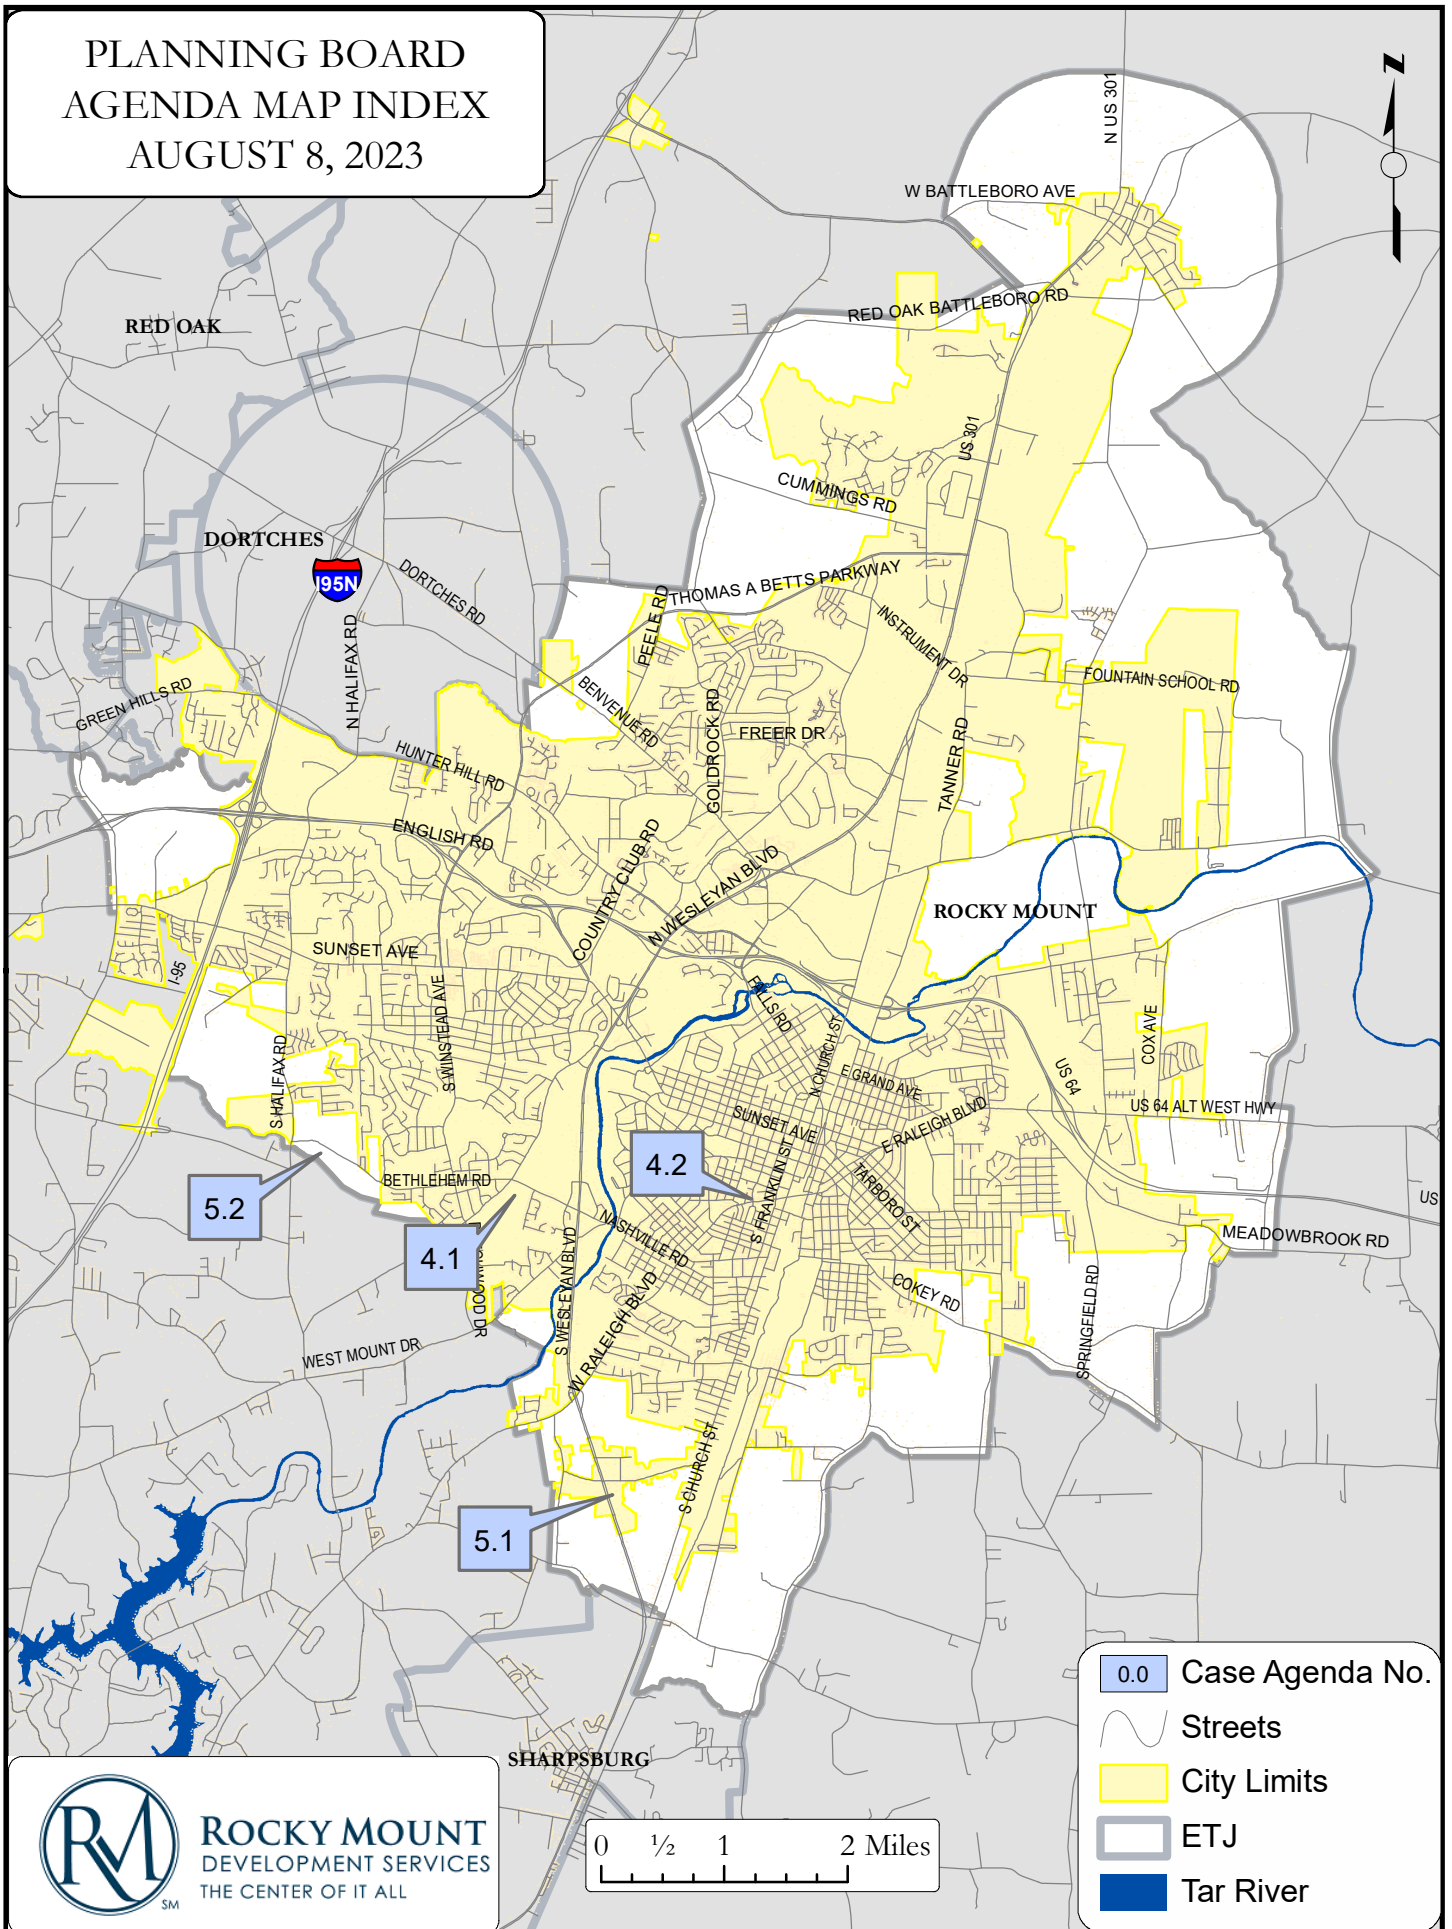 PLANNING BOARD
AGENDA MAP INDEX
AUGUST 8, 2023
N
N US 301
W BATTLEBORO AVE
RED OAK BATTLEBORO RD
RED OAK
US 301
CUMMINGS RD
DORTCHES
I95N
DORTCHES RD
THOMAS A BETTS PARKWAY
PEELE RD
INSTRUMENT DR
N HALIFAX RD
FOUNTAIN SCHOOL RD
GREEN HILLS RD
BENVENUE RD
GOLDROCK RD
FREER DR
TANNER RD
HUNTER HILL RD
ENGLISH RD
COUNTRY CLUB RD
N WESLEYAN BLVD
ROCKY MOUNT
SUNSET AVE
I-95
S WINSTEAD AVE
FALLS RD
N CHURCH ST
COX AVE
S HALIFAX RD
E GRAND AVE
US 64
US 64 ALT WEST HWY
SUNSET AVE
E RALEIGH BLVD
4.2
S FRANKLIN ST
TARBORO ST
BETHLEHEM RD
5.2
US
4.1
NASHVILLE RD
MEADOWBROOK RD
S WESLEYAN BLVD
W RALEIGH BLVD
COKEY RD
SPRINGFIELD RD
WEST MOUNT DR
S CHURCH ST
5.1
SHARPSBURG
0.0 Case Agenda No.
Streets
City Limits
ETJ
Tar River
0 ½ 1 2 Miles
RM
SM
ROCKY MOUNT
DEVELOPMENT SERVICES
THE CENTER OF IT ALL